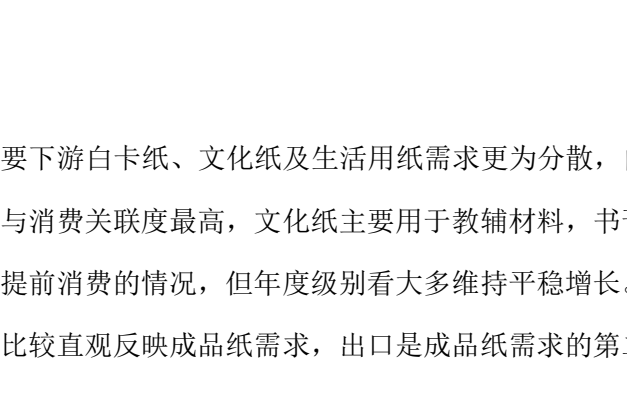 要下游白卡纸、文化纸及生活用纸需求更为分散，
与消费关联度最高，文化纸主要用于教辅材料，书
提前消费的情况，但年度级别看大多维持平稳增长。
比较直观反映成品纸需求，出口是成品纸需求的第